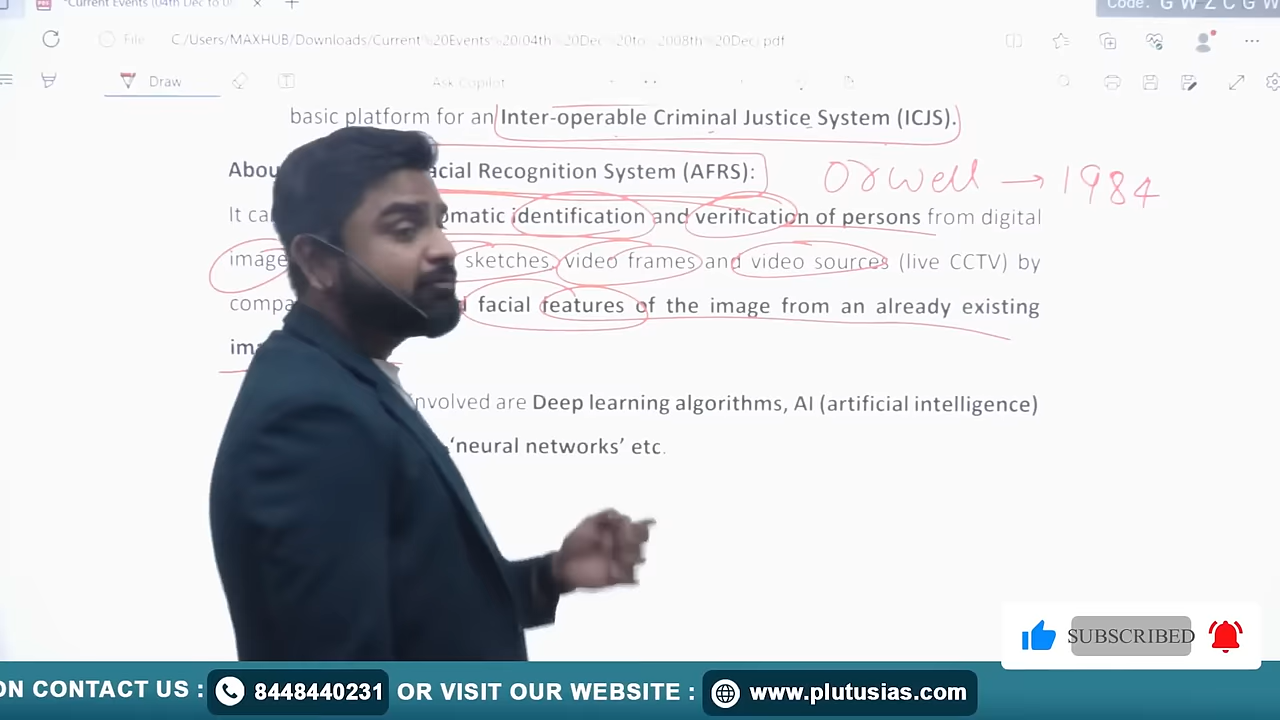 Current Events (04th Dec to
Code: G W Z C G W
File C:/Users/MAXHUB/Downloads/Current%20Events%20(04th%20Dec%20to%2008th%20Dec).pdf
Draw Ask Copilot
basic platform for an Inter-operable Criminal Justice System (ICJS).
Abou acial Recognition System (AFRS):
Orwell → 1984
It ca omatic identification and verification of persons from digital
image sketches, video frames and video sources (live CCTV) by
compa facial features of the image from an already existing
im
nvolved are Deep learning algorithms, AI (artificial intelligence)
'neural networks' etc.
SUBSCRIBED
ON CONTACT US : 8448440231 OR VISIT OUR WEBSITE : www.plutusias.com